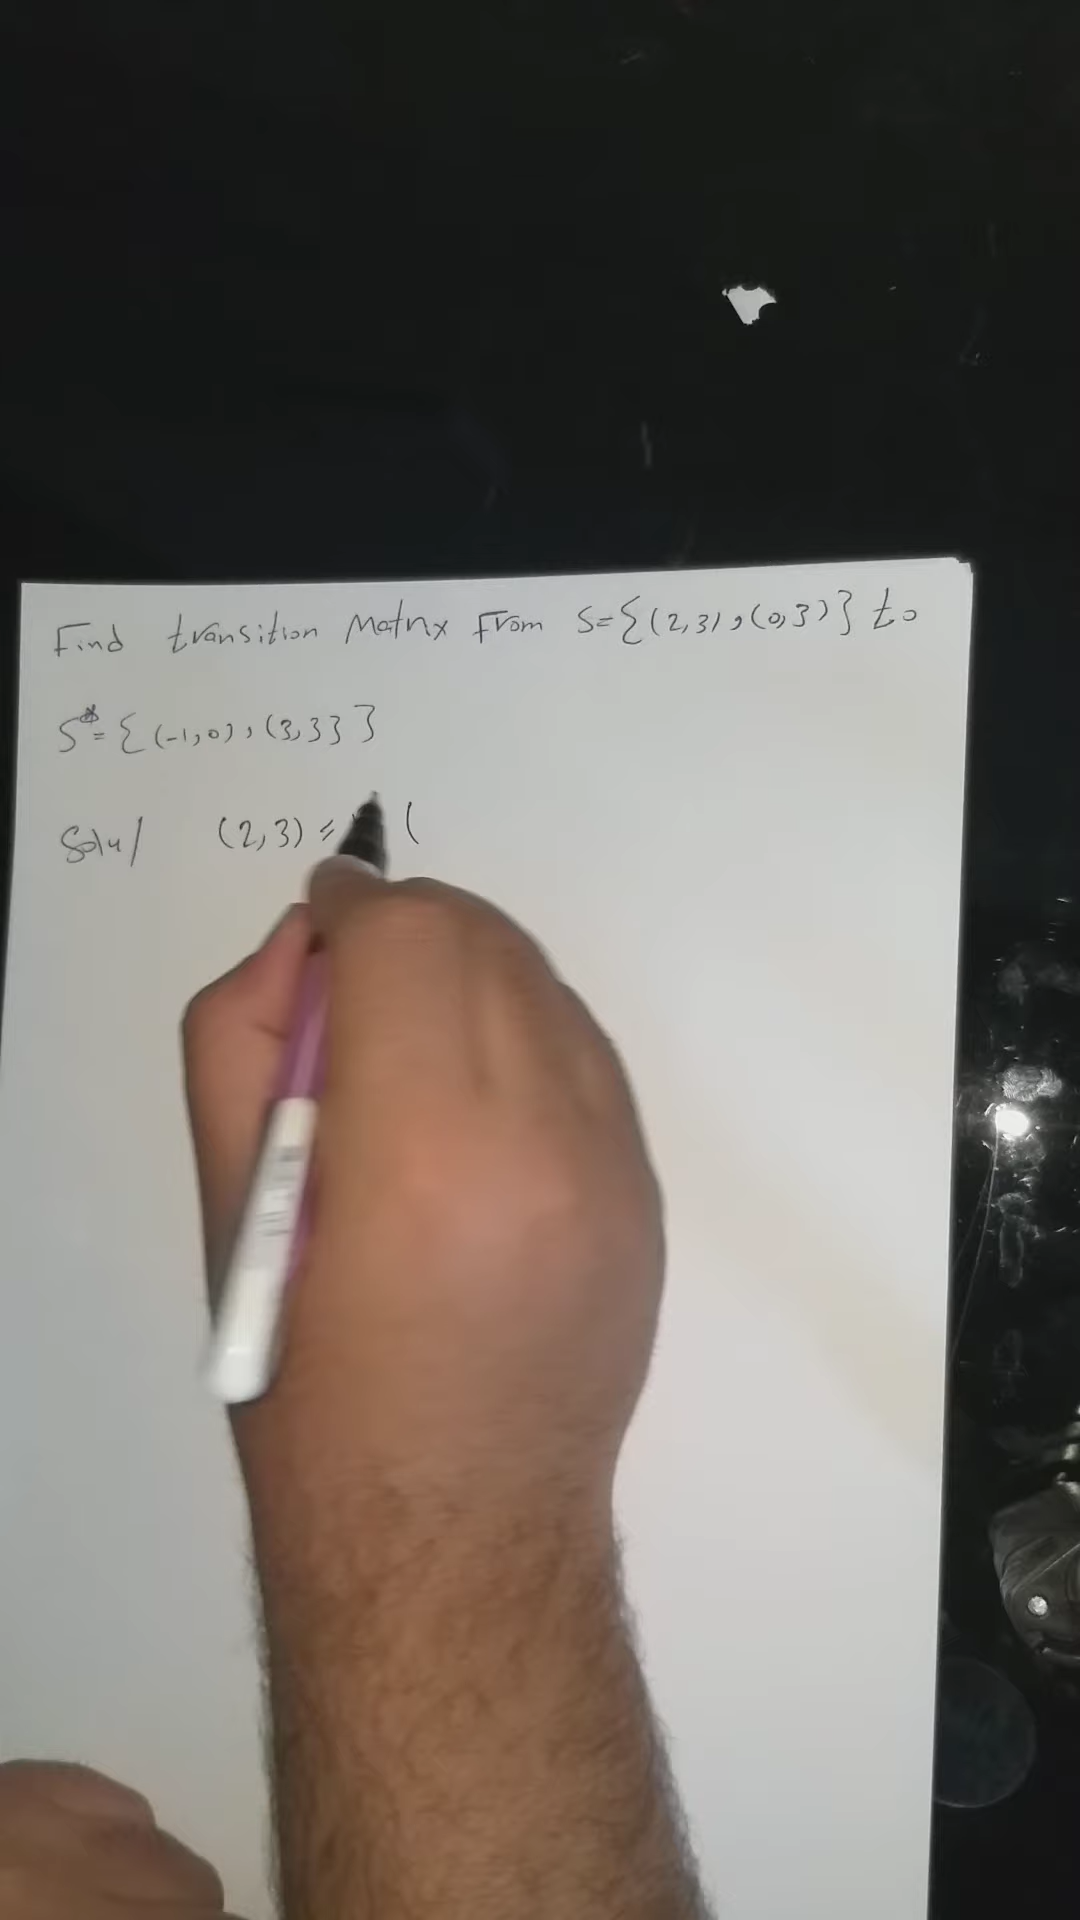 Find transition Matrix From S={(2,3),(0,3)} to
S*={(-1,0),(3,3}}
Solu/ (2,3) = (